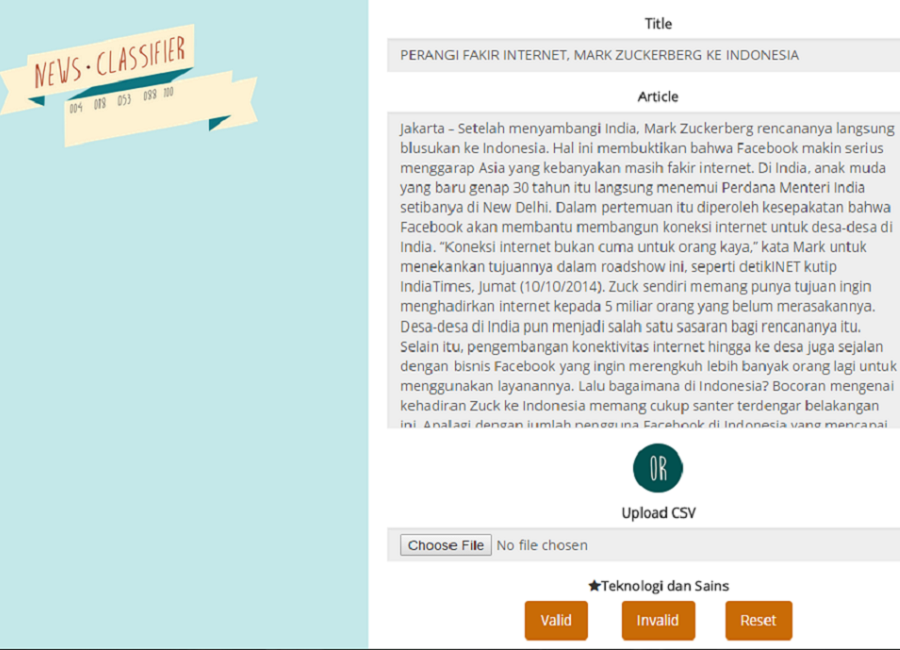 NEWS · CLASSIFIER
004 018 053 088 100
Title
PERANGI FAKIR INTERNET, MARK ZUCKERBERG KE INDONESIA
Article
Jakarta – Setelah menyambangi India, Mark Zuckerberg rencananya langsung
blusukan ke Indonesia. Hal ini membuktikan bahwa Facebook makin serius
menggarap Asia yang kebanyakan masih fakir internet. Di India, anak muda
yang baru genap 30 tahun itu langsung menemui Perdana Menteri India
setibanya di New Delhi. Dalam pertemuan itu diperoleh kesepakatan bahwa
Facebook akan membantu membangun koneksi internet untuk desa-desa di
India. “Koneksi internet bukan cuma untuk orang kaya,” kata Mark untuk
menekankan tujuannya dalam roadshow ini, seperti detikINET kutip
IndiaTimes, Jumat (10/10/2014). Zuck sendiri memang punya tujuan ingin
menghadirkan internet kepada 5 miliar orang yang belum merasakannya.
Desa-desa di India pun menjadi salah satu sasaran bagi rencananya itu.
Selain itu, pengembangan konektivitas internet hingga ke desa juga sejalan
dengan bisnis Facebook yang ingin merengkuh lebih banyak orang lagi untuk
menggunakan layanannya. Lalu bagaimana di Indonesia? Bocoran mengenai
kehadiran Zuck ke Indonesia memang cukup santer terdengar belakangan
ini. Apalagi dengan jumlah pengguna Facebook di Indonesia yang mencapai
OR
Upload CSV
Choose File No file chosen
★Teknologi dan Sains
Valid Invalid Reset